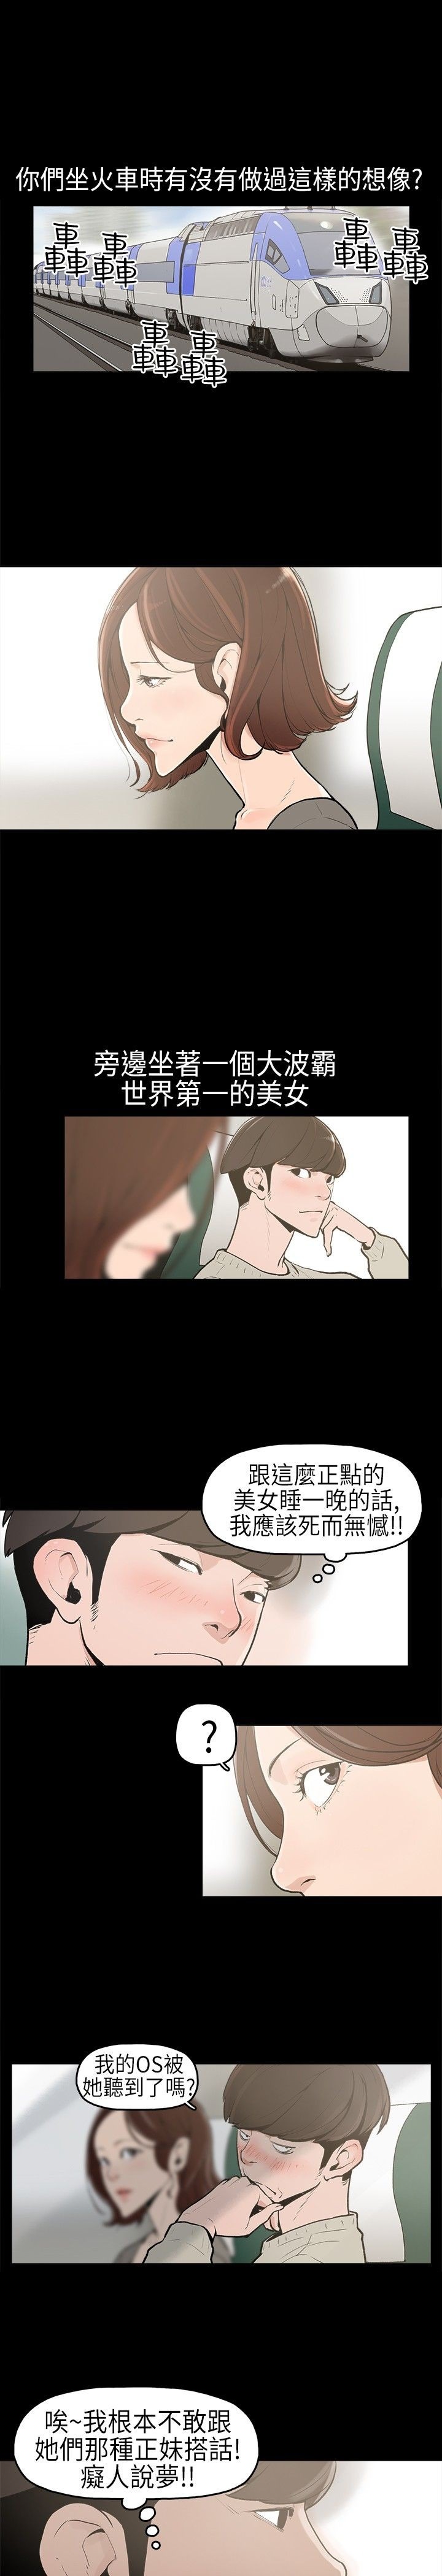 你們坐火車時有沒有做過這樣的想像?
轟轟
轟轟
轟轟
轟轟
旁邊坐著一個大波霸
世界第一的美女
跟這麼正點的
美女睡一晚的話,
我應該死而無憾!!
?
我的OS被
她聽到了嗎?
唉~我根本不敢跟
她們那種正妹搭話!
癡人說夢!!